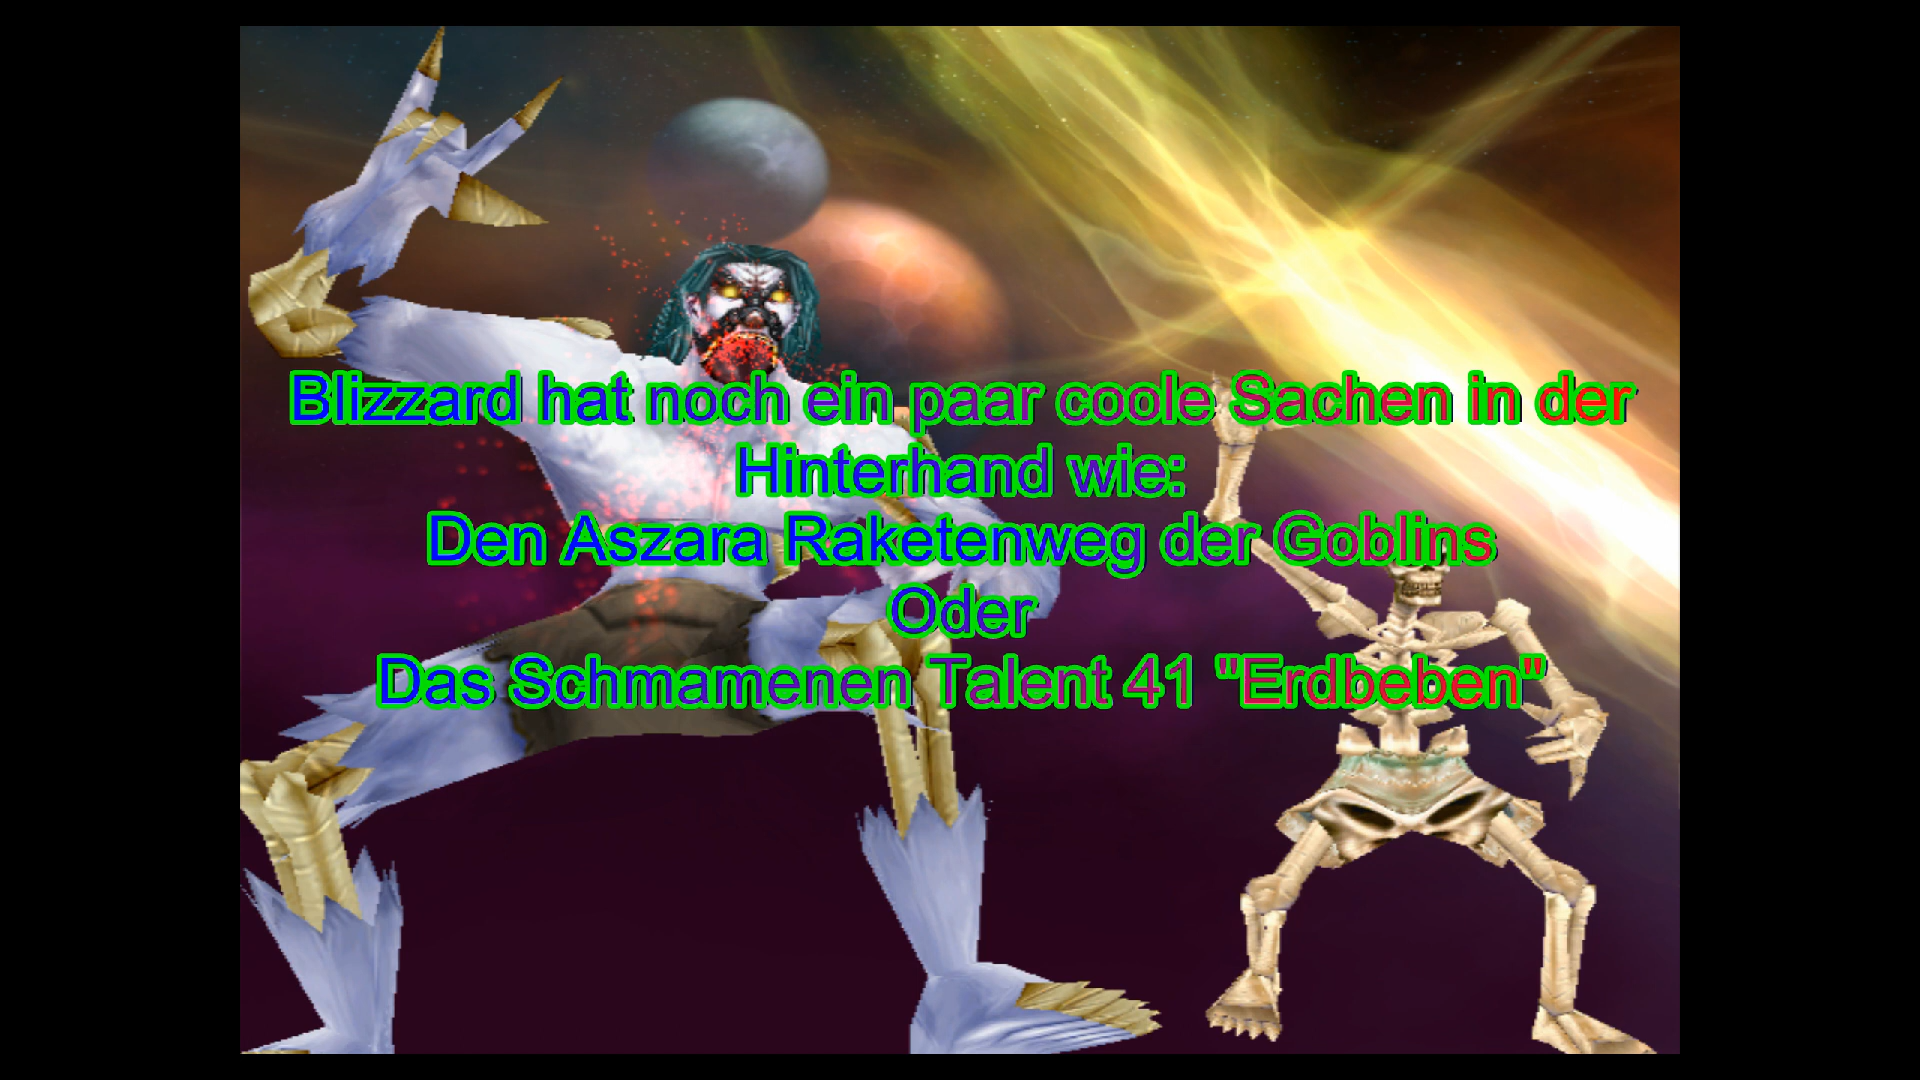 Blizzard hat noch ein paar coole Sachen in der
Hinterhand wie:
Den Aszara Raketenweg der Goblins
Oder
Das Schmamenen Talent 41 "Erdbeben"